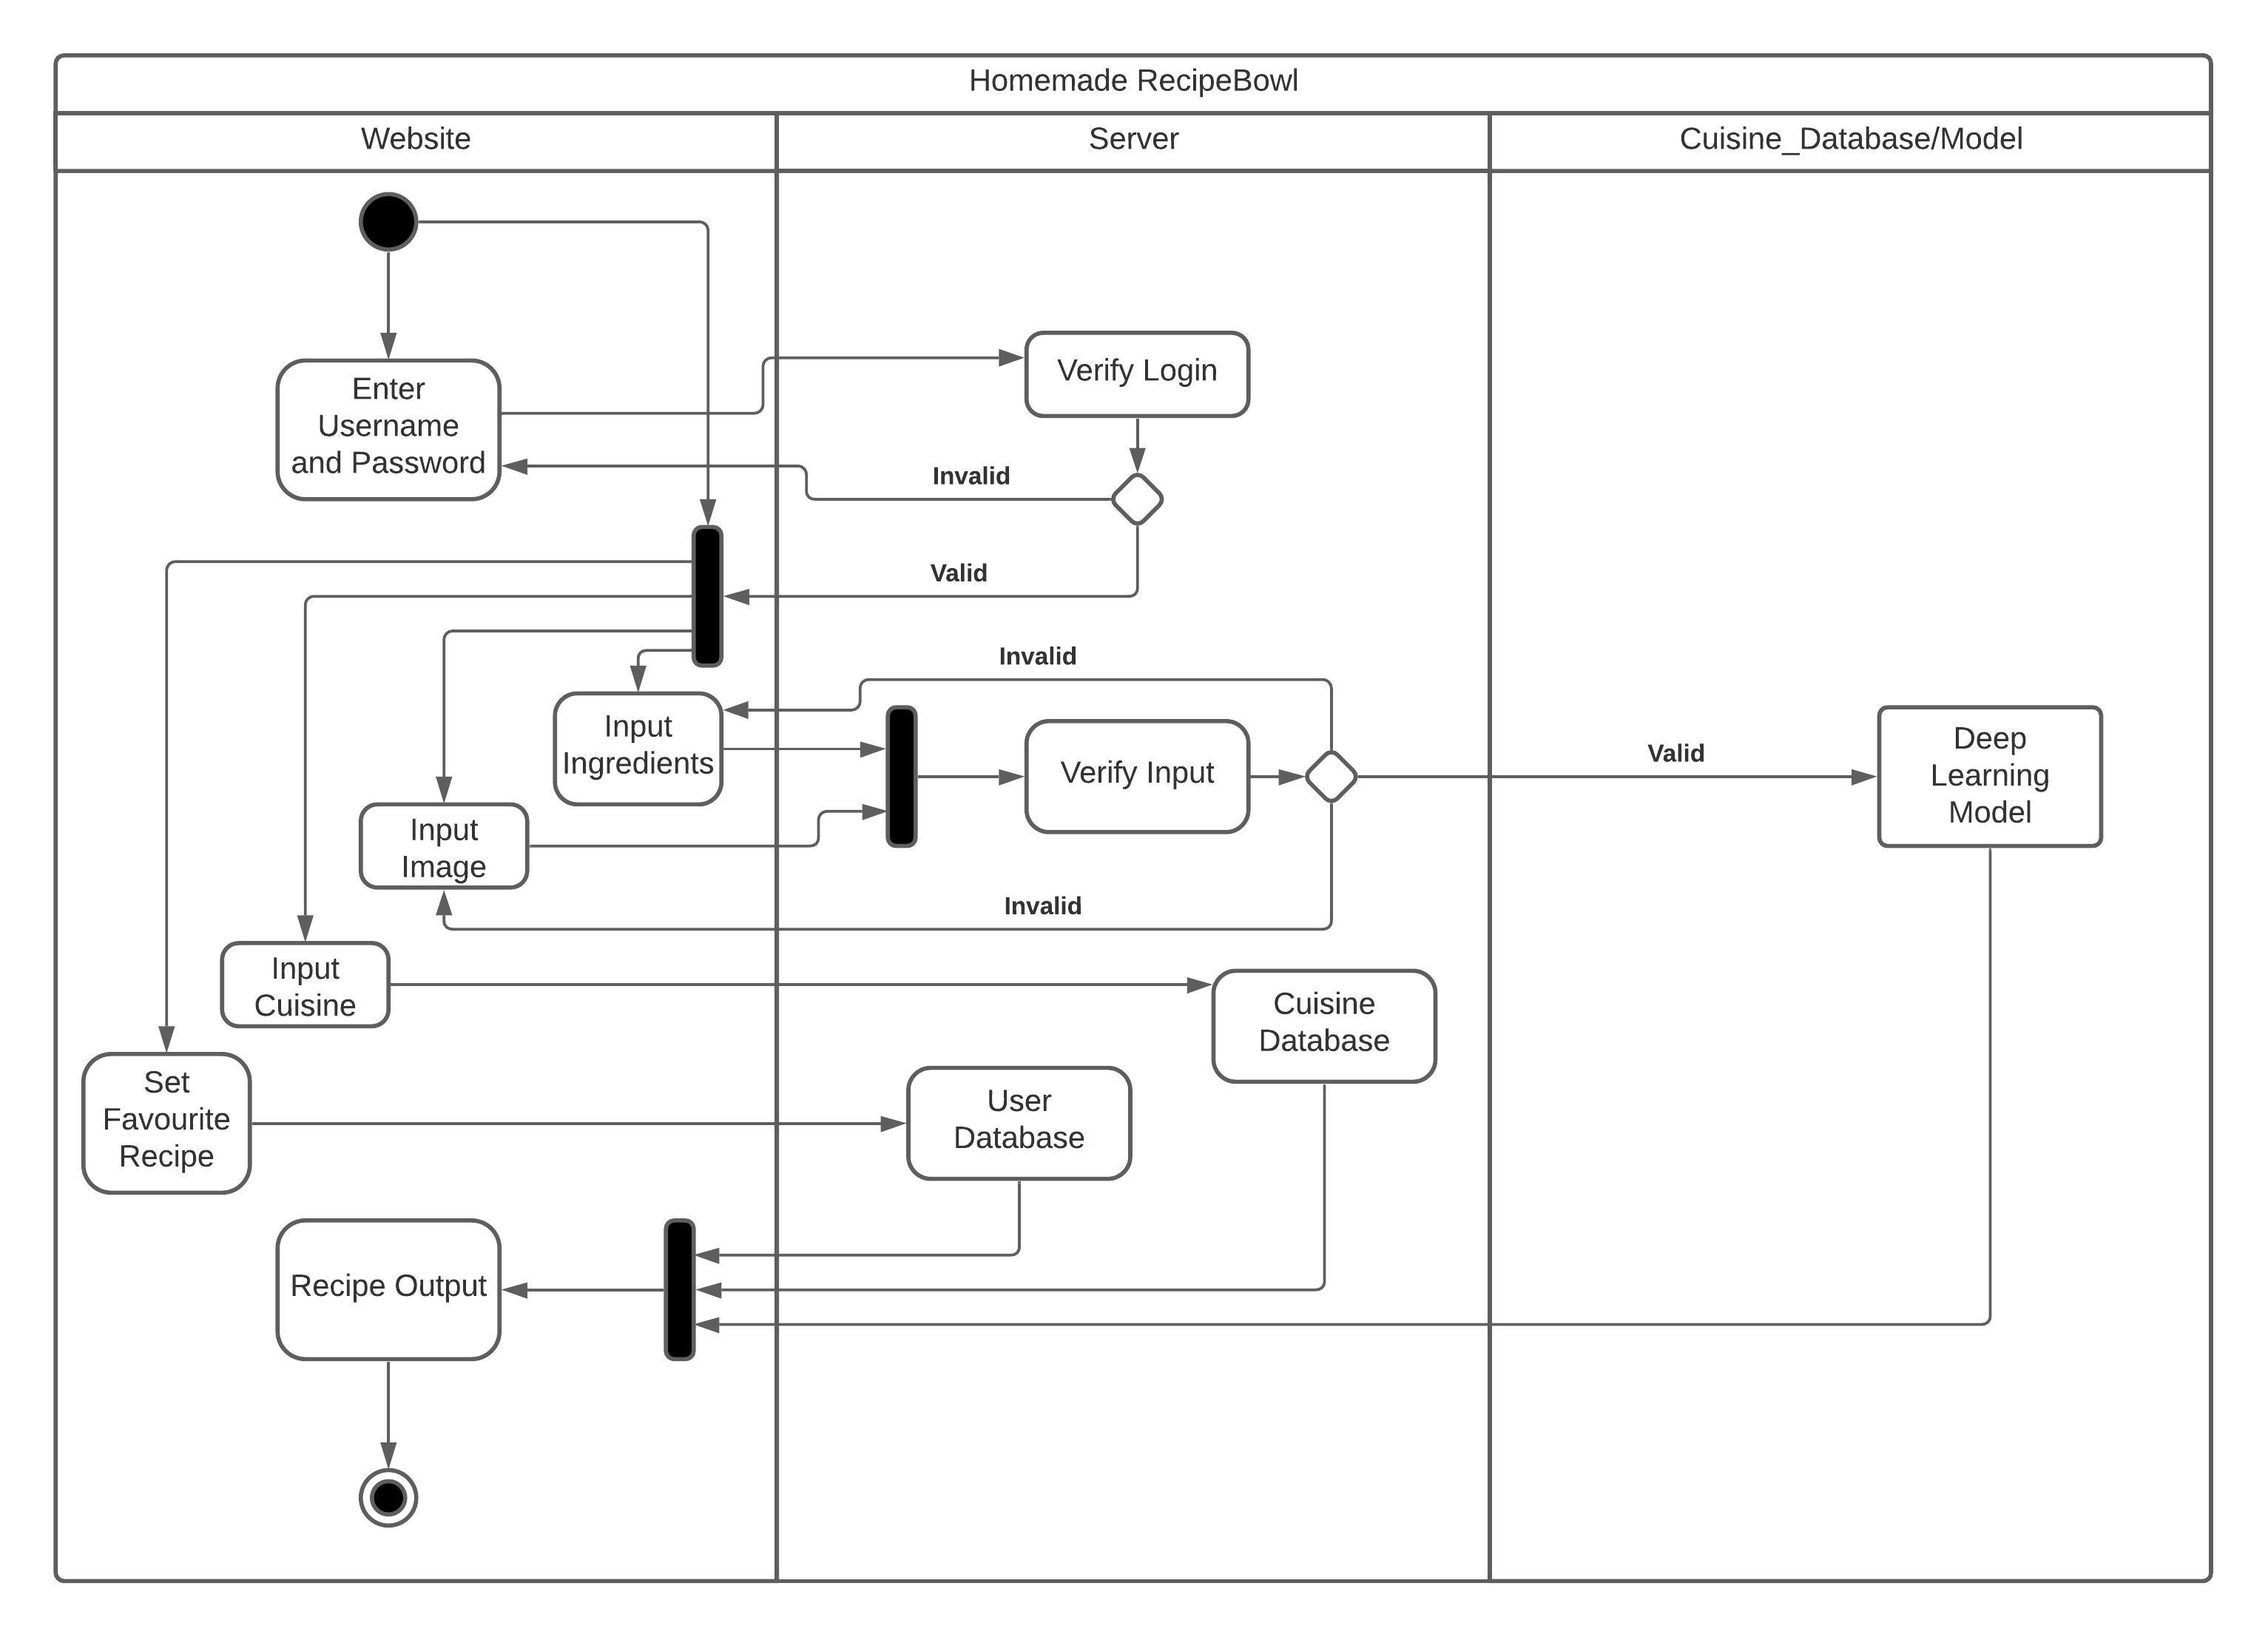 Homemade RecipeBowl
Website
Server
Cuisine_Database/Model
Enter
Username
and Password
Verify Login
Invalid
Valid
Invalid
Input
Ingredients
Verify Input
Valid
Deep
Learning
Model
Input
Image
Invalid
Input
Cuisine
Cuisine
Database
Set
Favourite
Recipe
User
Database
Recipe Output